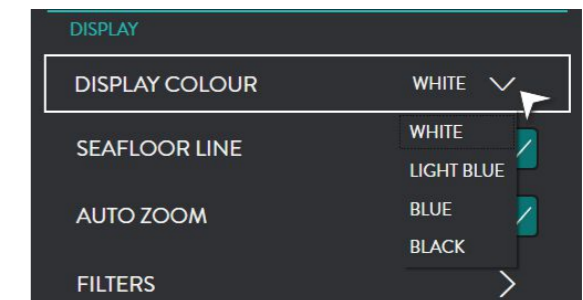 DISPLAY
DISPLAY COLOUR WHITE
WHITE
SEAFLOOR LINE
LIGHT BLUE
AUTO ZOOM BLUE
BLACK
FILTERS